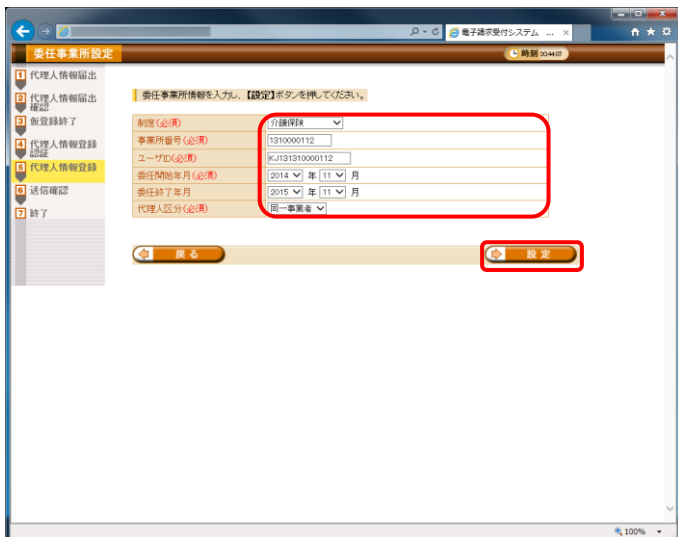 電子請求受付システム ...
委任事業所設定
時刻 20:44:07
1 代理人情報届出
2 代理人情報届出
確認
3 仮登録終了
4 代理人情報登録
認証
5 代理人情報登録
6 送信確認
7 終了
委任事業所情報を入力し、【設定】ボタンを押してください。
制度(必須) 介護保険
事業所番号(必須) 1310000112
ユーザID(必須) KJ131310000112
委任開始年月(必須) 2014 年 11 月
委任終了年月 2015 年 11 月
代理人区分(必須) 同一事業者
戻る
設定
100%